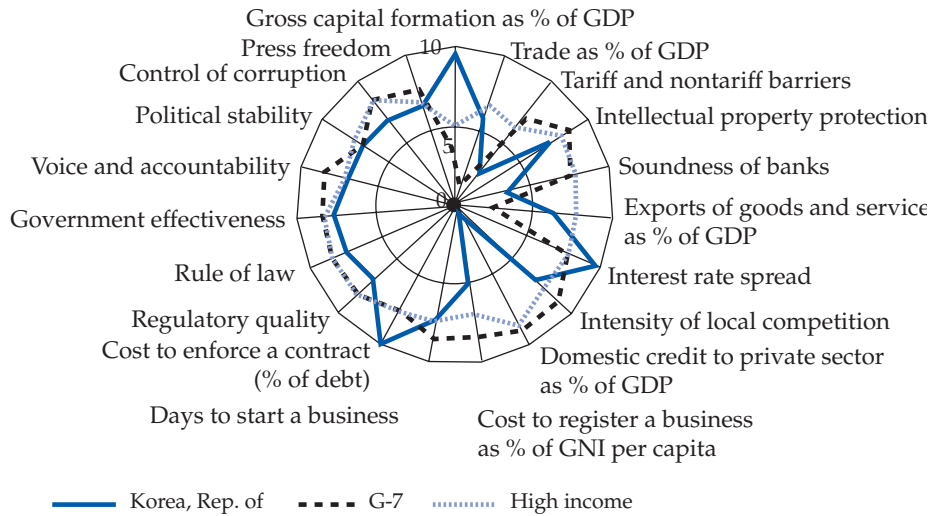 Gross capital formation as % of GDP
Press freedom
10
Trade as % of GDP
Control of corruption
Tariff and nontariff barriers
Political stability
Intellectual property protection
5
Voice and accountability
Soundness of banks
0
Government effectiveness
Exports of goods and service
as % of GDP
Rule of law
Interest rate spread
Regulatory quality
Intensity of local competition
Cost to enforce a contract
(% of debt)
Domestic credit to private sector
as % of GDP
Days to start a business
Cost to register a business
as % of GNI per capita
Korea, Rep. of
G-7
High income